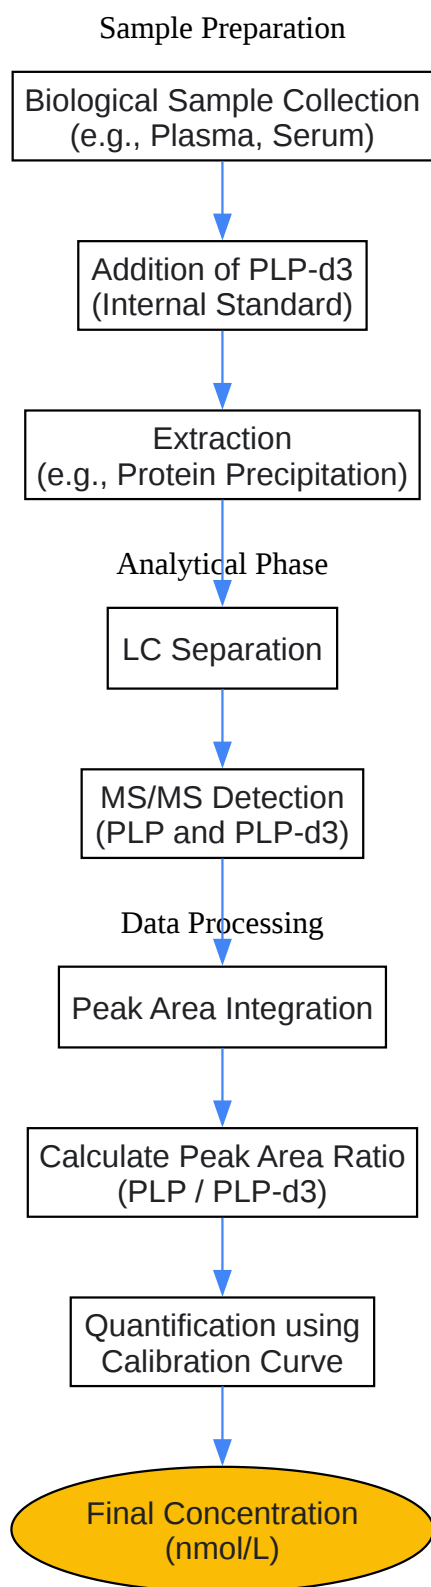 Sample Preparation
Biological Sample Collection
(e.g., Plasma, Serum)
Addition of PLP-d3
(Internal Standard)
Extraction
(e.g., Protein Precipitation)
Analytical Phase
LC Separation
MS/MS Detection
(PLP and PLP-d3)
Data Processing
Peak Area Integration
Calculate Peak Area Ratio
(PLP / PLP-d3)
Quantification using
Calibration Curve
Final Concentration
(nmol/L)